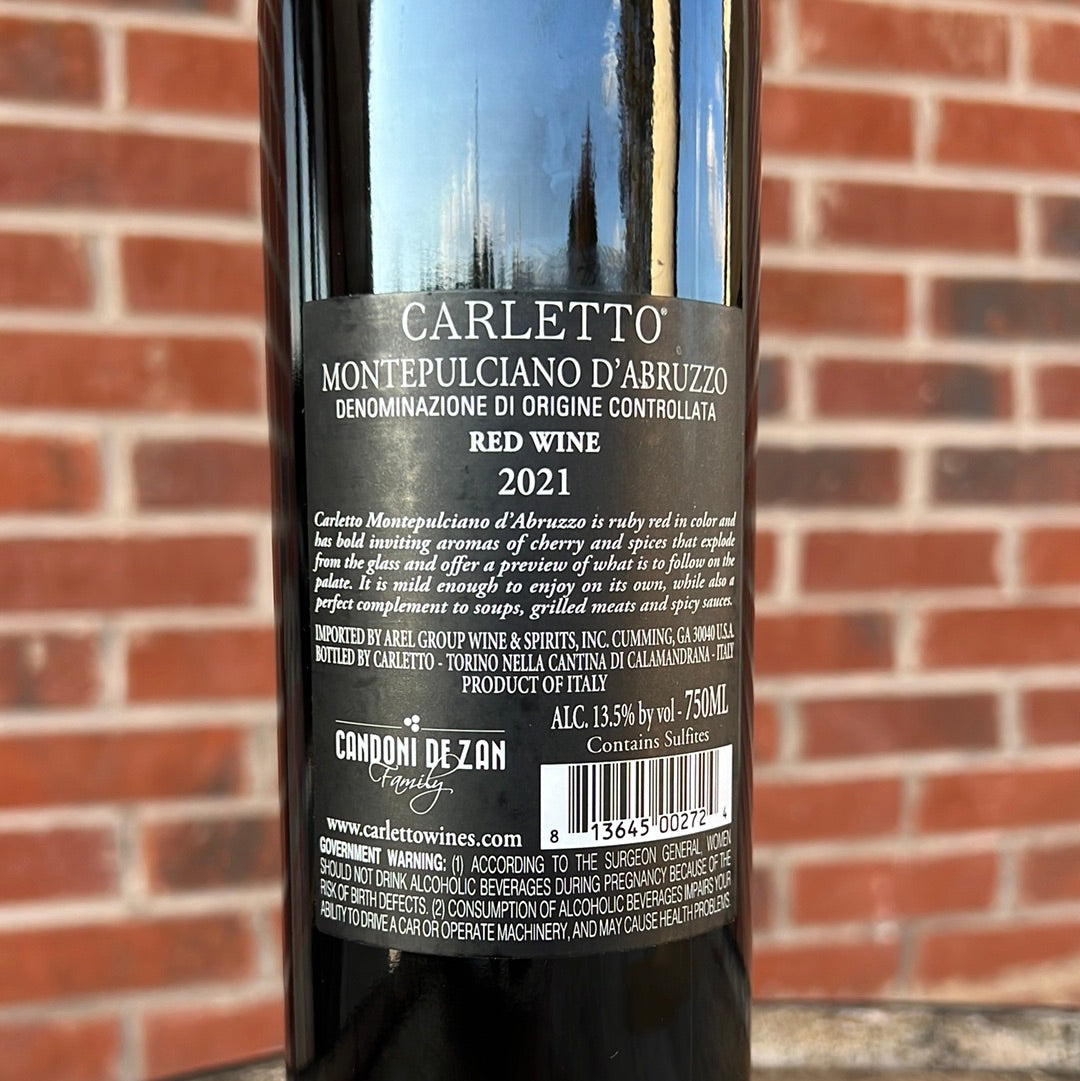 CARLETTO®
MONTEPULCIANO D'ABRUZZO
DENOMINAZIONE DI ORIGINE CONTROLLATA
RED WINE
2021
Carletto Montepulciano d'Abruzzo is ruby red in color and
has bold inviting aromas of cherry and spices that explode
from the glass and offer a preview of what is to follow on the
palate. It is mild enough to enjoy on its own, while also a
perfect complement to soups, grilled meats and spicy sauces.
IMPORTED BY AREL GROUP WINE & SPIRITS, INC. CUMMING, GA 30040 U.S.A.
BOTTLED BY CARLETTO - TORINO NELLA CANTINA DI CALAMANDRANA - ITALY
PRODUCT OF ITALY
ALC. 13.5% by vol - 750ML
Contains Sulfites
CANDONI DE ZAN
Family
www.carlettowines.com
8 13645 00272 4
GOVERNMENT WARNING: (1) ACCORDING TO THE SURGEON GENERAL, WOMEN
SHOULD NOT DRINK ALCOHOLIC BEVERAGES DURING PREGNANCY BECAUSE OF THE
RISK OF BIRTH DEFECTS. (2) CONSUMPTION OF ALCOHOLIC BEVERAGES IMPAIRS YOUR
ABILITY TO DRIVE A CAR OR OPERATE MACHINERY, AND MAY CAUSE HEALTH PROBLEMS.